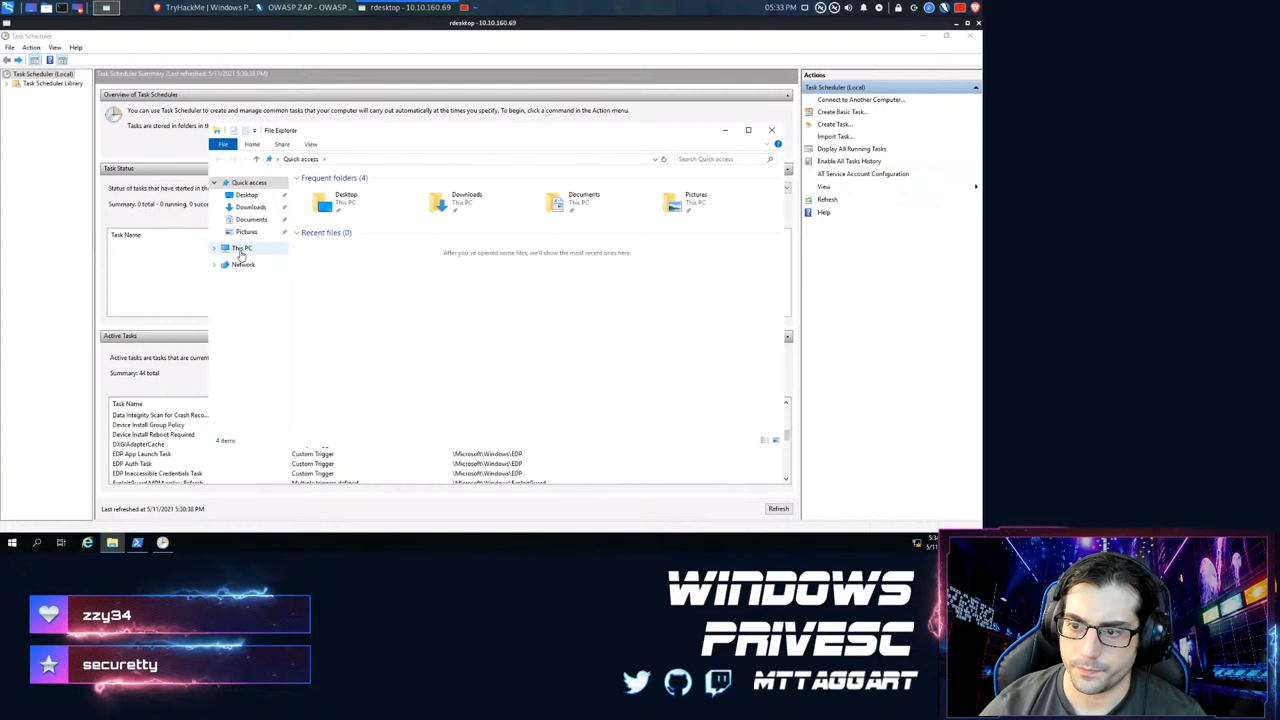 TryHackMe | Windows P...
OWASP ZAP - OWASP ...
rdesktop - 10.10.160.69
05:33 PM
rdesktop - 10.10.160.69
Task Scheduler
File Action View Help
Task Scheduler (Local)
Task Scheduler Library
Task Scheduler Summary (Last refreshed: 5/11/2021 5:30:38 PM)
Overview of Task Scheduler
You can use Task Scheduler to create and manage common tasks that your computer will carry out automatically at the times you specify. To begin, click a command in the Action menu.
Tasks are stored in folders in th
Task Status
Status of tasks that have started in th
Summary: 0 total - 0 running, 0 succe
Task Name
Active Tasks
Active tasks are tasks that are current
Summary: 44 total
Task Name
Data Integrity Scan for Crash Reco...
Device Install Group Policy
Device Install Reboot Required
DXGIAdapterCache
EDP App Launch Task Custom Trigger \Microsoft\Windows\EDP
EDP Auth Task Custom Trigger \Microsoft\Windows\EDP
EDP Inaccessible Credentials Task Custom Trigger \Microsoft\Windows\EDP
ExploitGuard MDM policy Refresh Multiple triggers defined \Microsoft\Windows\ExploitGuard
Last refreshed at 5/11/2021 5:30:38 PM
Refresh
File Explorer
File Home Share View
Quick access
Search Quick access
Quick access
Desktop
Downloads
Documents
Pictures
This PC
Network
Frequent folders (4)
Desktop
This PC
Downloads
This PC
Documents
This PC
Pictures
This PC
Recent files (0)
After you've opened some files, we'll show the most recent ones here.
4 items
Actions
Task Scheduler (Local)
Connect to Another Computer...
Create Basic Task...
Create Task...
Import Task...
Display All Running Tasks
Enable All Tasks History
AT Service Account Configuration
View
Refresh
Help
zzy34
securetty
WINDOWS
PRIVESC
MTTAGGART